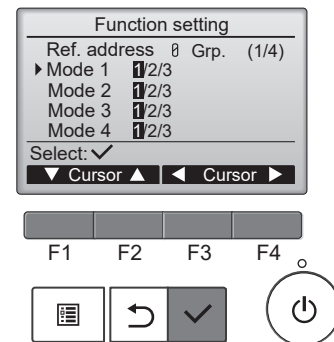 Function setting
Ref. address 0 Grp. (1/4)
Mode 1 1/2/3
Mode 2 1/2/3
Mode 3 1/2/3
Mode 4 1/2/3
Select:✓
▼ Cursor ▲ ◀ Cursor ▶
F1 F2 F3 F4